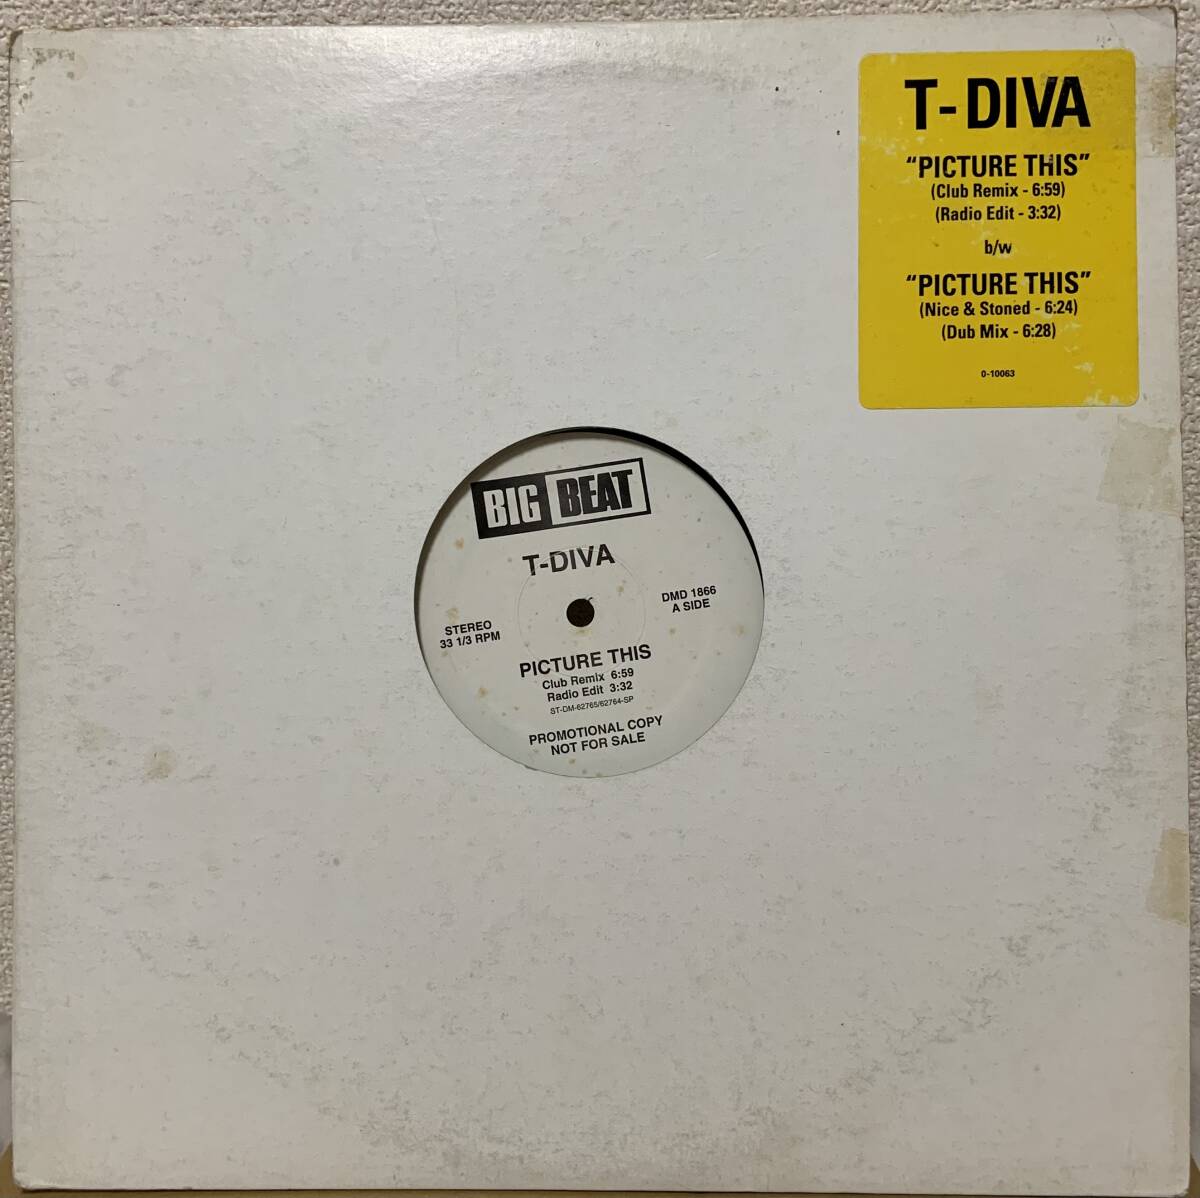 T-DIVA
"PICTURE THIS"
(Club Remix - 6:59)
(Radio Edit - 3:32)
b/w
"PICTURE THIS"
(Nice & Stoned - 6:24)
(Dub Mix - 6:28)
0-10063
BIG BEAT
T-DIVA
STEREO
33 1/3 RPM
DMD 1866
A SIDE
PICTURE THIS
Club Remix 6:59
Radio Edit 3:32
ST-DM-62765/62764-SP
PROMOTIONAL COPY
NOT FOR SALE